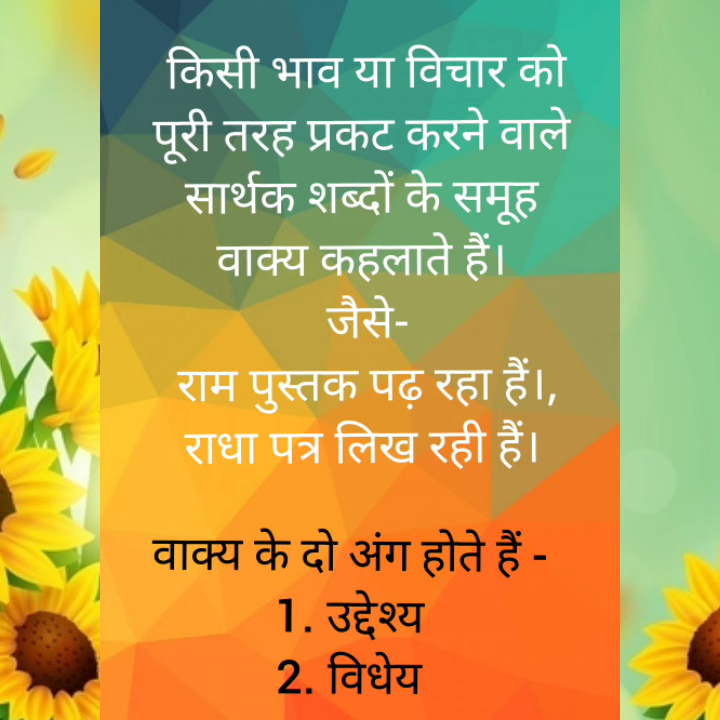 किसी भाव या विचार को
पूरी तरह प्रकट करने वाले
सार्थक शब्दों के समूह
वाक्य कहलाते हैं।
जैसे-
राम पुस्तक पढ़ रहा हैं।,
राधा पत्र लिख रही हैं।
वाक्य के दो अंग होते हैं -
1. उद्देश्य
2. विधेय